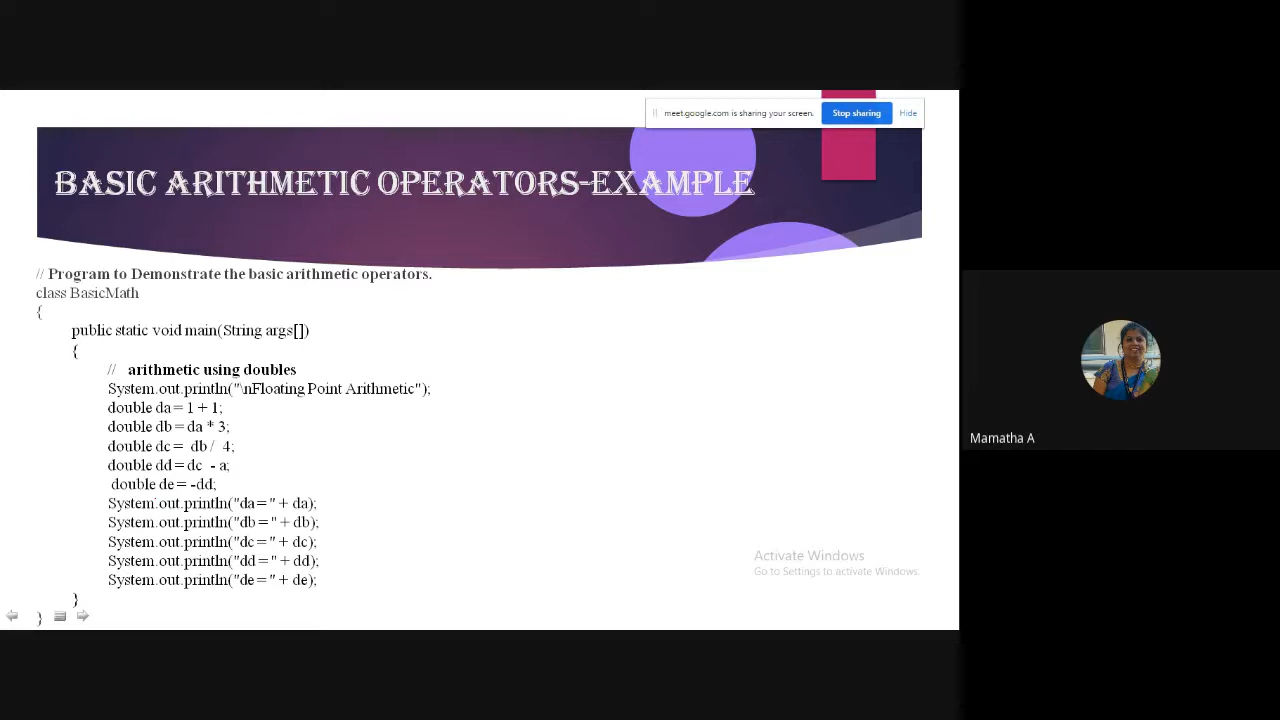 meet.google.com is sharing your screen.
Stop sharing
Hide
BASIC ARITHMETIC OPERATORS-EXAMPLE
// Program to Demonstrate the basic arithmetic operators.
class BasicMath
{
public static void main(String args[])
{
// arithmetic using doubles
System.out.println("\nFloating Point Arithmetic");
double da = 1 + 1;
double db = da * 3;
double dc = db / 4;
double dd = dc - a;
double de = -dd;
System.out.println("da=" + da);
System.out.println("db=" + db);
System.out.println("dc=" + dc);
System.out.println("dd=" + dd);
System.out.println("de=" + de);
}
}
Activate Windows
Go to Settings to activate Windows.
Mamatha A